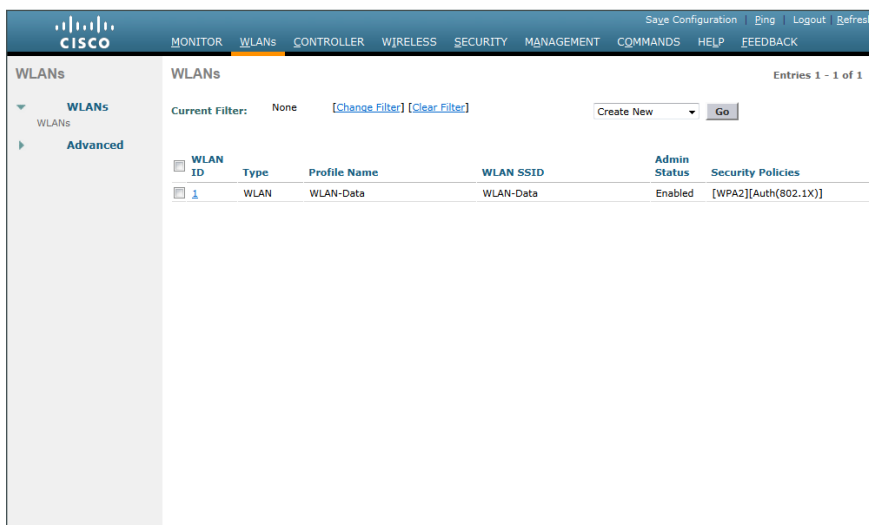 Save Configuration | Ping | Logout | Refresh
CISCO
MONITOR WLANs CONTROLLER WIRELESS SECURITY MANAGEMENT COMMANDS HELP FEEDBACK
WLANs
WLANs
WLANs
Advanced
WLANs
Entries 1 - 1 of 1
Current Filter: None [Change Filter] [Clear Filter]
Create New Go
WLAN ID Type Profile Name WLAN SSID Admin Status Security Policies
1 WLAN WLAN-Data WLAN-Data Enabled [WPA2][Auth(802.1X)]